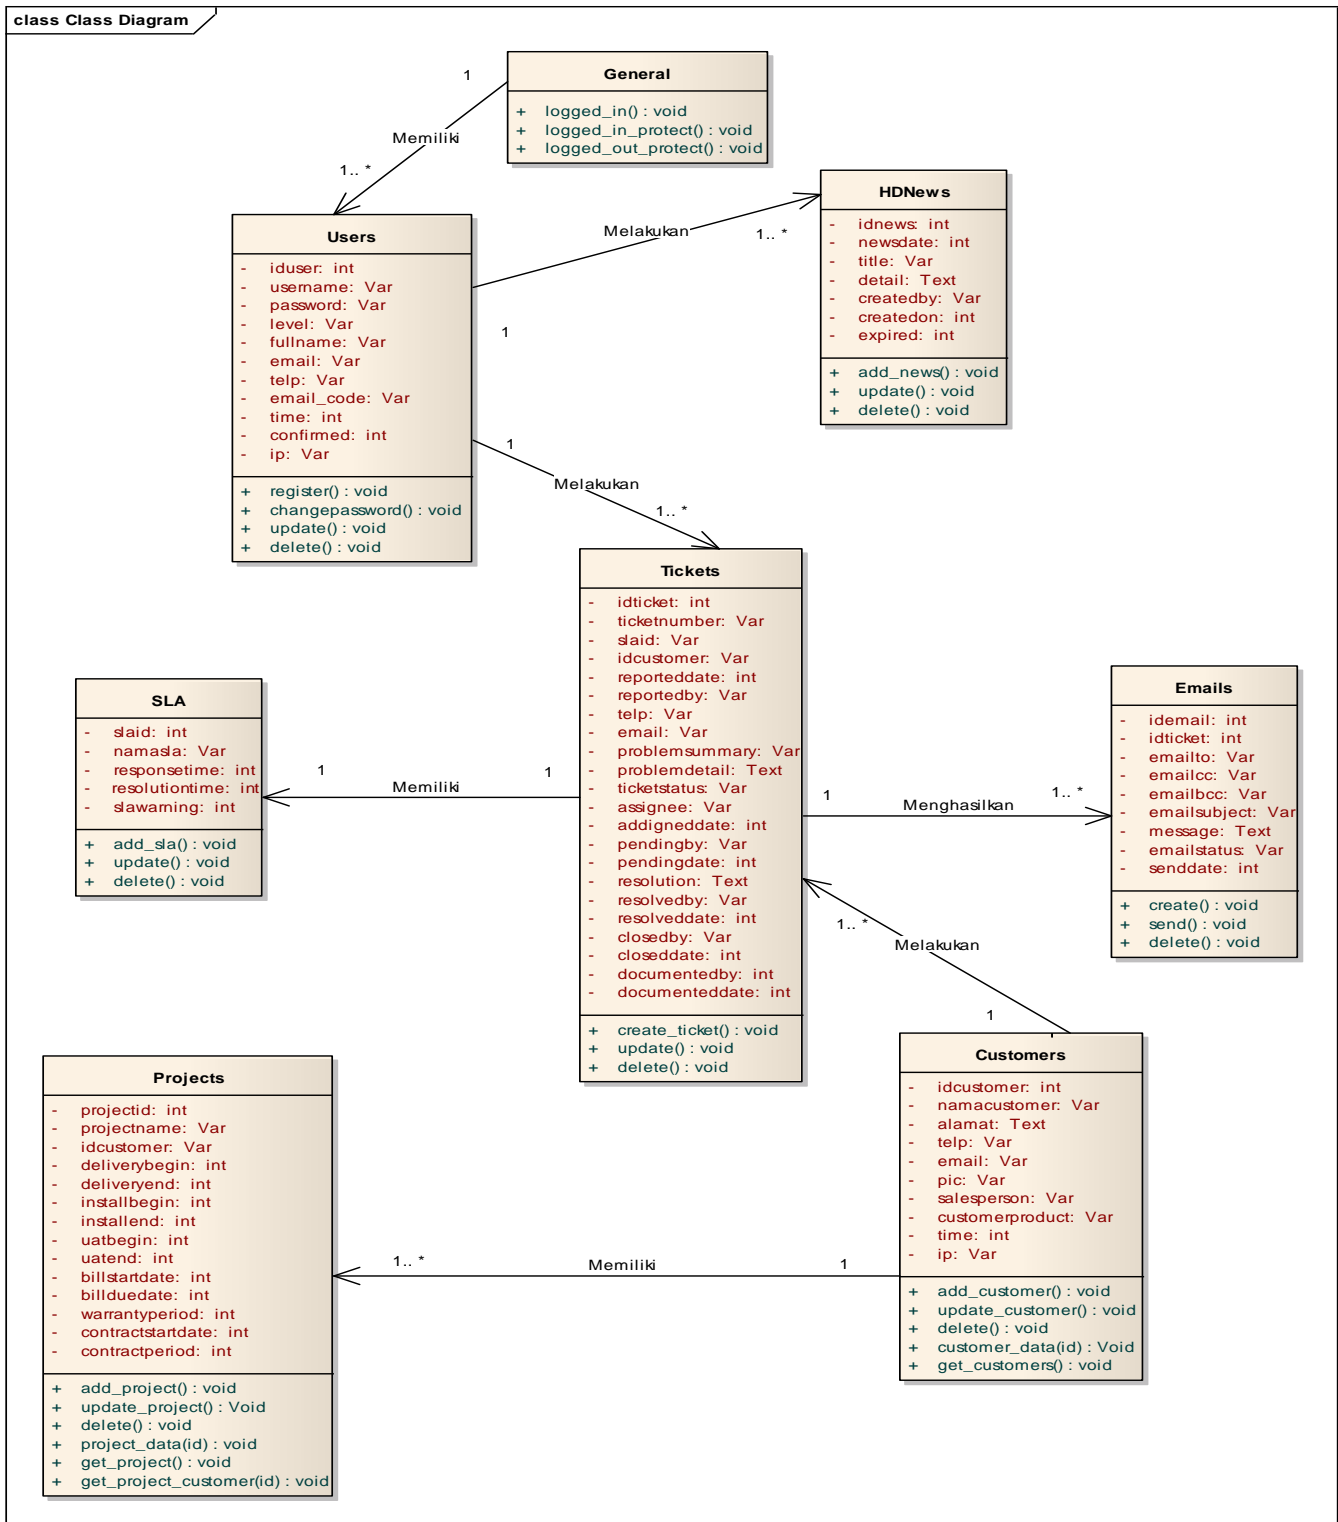 class Class Diagram
General
+ logged_in() : void
+ logged_in_protect() : void
+ logged_out_protect() : void
1
Memiliki
1.. *
Users
- iduser: int
- username: Var
- password: Var
- level: Var
- fullname: Var
- email: Var
- telp: Var
- email_code: Var
- time: int
- confirmed: int
- ip: Var
+ register() : void
+ changepassword() : void
+ update() : void
+ delete() : void
Melakukan
1.. *
1
HDNews
- idnews: int
- newsdate: int
- title: Var
- detail: Text
- createdby: Var
- createdon: int
- expired: int
+ add_news() : void
+ update() : void
+ delete() : void
1
Melakukan
1.. *
Tickets
- idticket: int
- ticketnumber: Var
- slaid: Var
- idcustomer: Var
- reporteddate: int
- reportedby: Var
- telp: Var
- email: Var
- problemsummary: Var
- problemdetail: Text
- ticketstatus: Var
- assignee: Var
- addigneddate: int
- pendingby: Var
- pendingdate: int
- resolution: Text
- resolvedby: Var
- resolveddate: int
- closedby: Var
- closeddate: int
- documentedby: int
- documenteddate: int
+ create_ticket() : void
+ update() : void
+ delete() : void
SLA
- slaid: int
- namasla: Var
- responsetime: int
- resolutiontime: int
- slawarning: int
+ add_sla() : void
+ update() : void
+ delete() : void
1
Memiliki
1
1
Menghasilkan
1.. *
Emails
- idemail: int
- idticket: int
- emailto: Var
- emailcc: Var
- emailbcc: Var
- emailsubject: Var
- message: Text
- emailstatus: Var
- senddate: int
+ create() : void
+ send() : void
+ delete() : void
1.. *
Melakukan
1
Customers
- idcustomer: int
- namacustomer: Var
- alamat: Text
- telp: Var
- email: Var
- pic: Var
- salesperson: Var
- customerproduct: Var
- time: int
- ip: Var
+ add_customer() : void
+ update_customer() : void
+ delete() : void
+ customer_data(id) : Void
+ get_customers() : void
Projects
- projectid: int
- projectname: Var
- idcustomer: Var
- deliverybegin: int
- deliveryend: int
- installbegin: int
- installend: int
- uatbegin: int
- uatend: int
- billstartdate: int
- billduedate: int
- warrantyperiod: int
- contractstartdate: int
- contractperiod: int
+ add_project() : void
+ update_project() : Void
+ delete() : void
+ project_data(id) : void
+ get_project() : void
+ get_project_customer(id) : void
1.. *
Memiliki
1